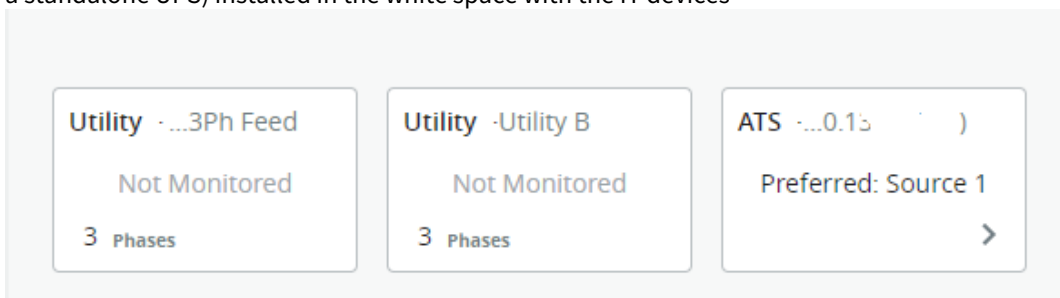 a standalone UPS) installed in the white space with the IT devices
Utility -...3Ph Feed
Not Monitored
3 Phases
Utility -Utility B
Not Monitored
3 Phases
ATS -...0.1 )
Preferred: Source 1
>